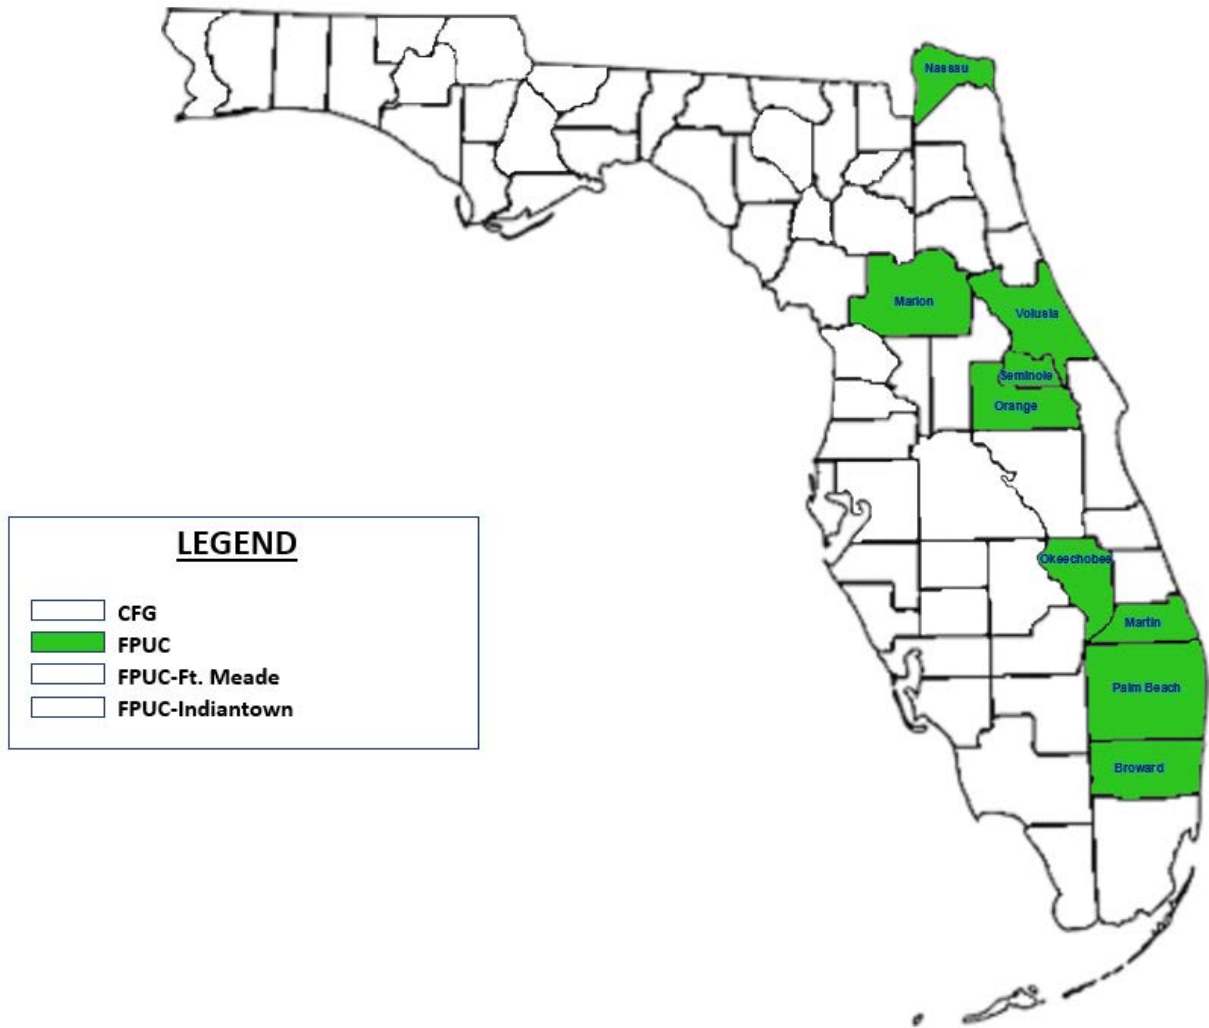 Nassau
Marion
Volusia
Seminole
Orange
LEGEND
Okeechobee
CFG
Martin
FPUC
FPUC-Ft. Meade
Palm Beach
FPUC-Indiantown
Broward